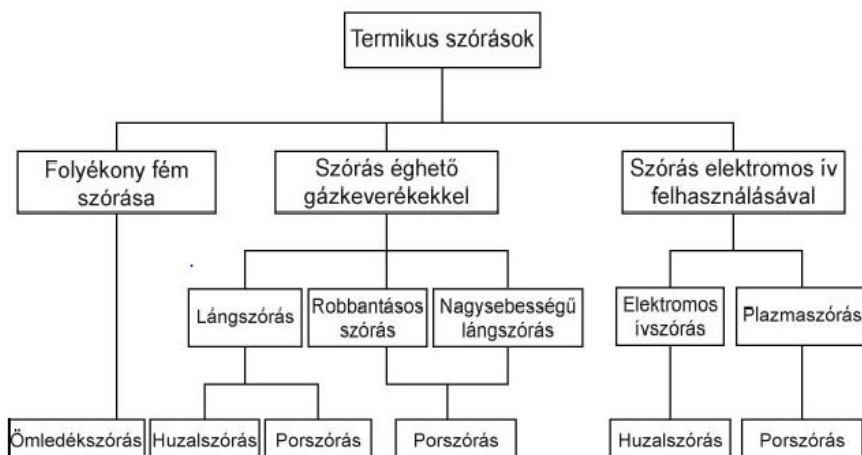 Termikus szórások
Folyékony fém
szórása
Szórás éghető
gázkeverékekkel
Szórás elektromos ív
felhasználásával
Lángszórás
Robbantásos
szórás
Nagysebességű
lángszórás
Elektromos
ívszórás
Plazmaszórás
Ömledékszórás
Huzalszórás
Porszórás
Porszórás
Huzalszórás
Porszórás